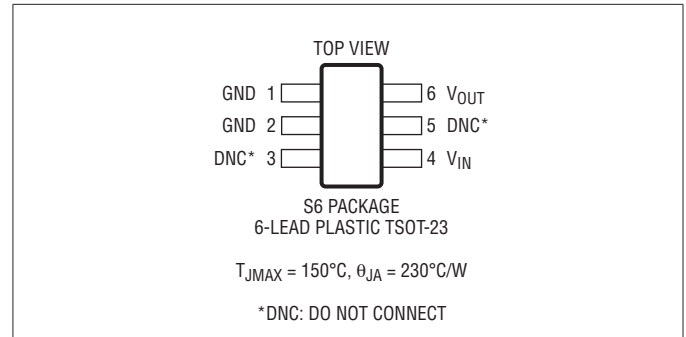 TOP VIEW
GND 1
6 VOUT
GND 2
5 DNC*
DNC* 3
4 VIN
S6 PACKAGE
6-LEAD PLASTIC TSOT-23
TJMAX = 150°C, θJA = 230°C/W
*DNC: DO NOT CONNECT